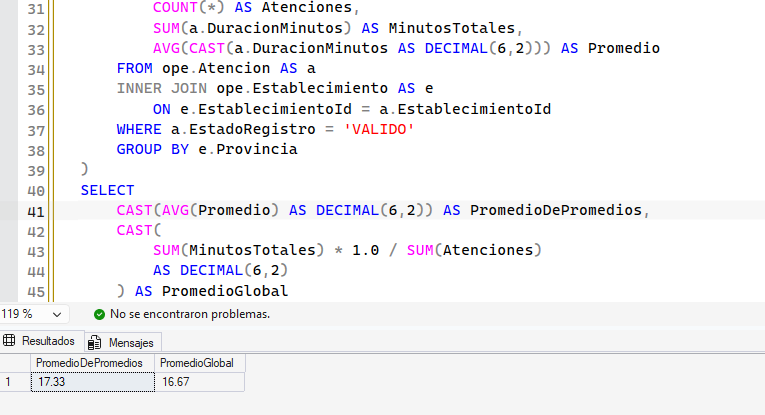 31 COUNT(*) AS Atenciones,
32 SUM(a.DuracionMinutos) AS MinutosTotales,
33 AVG(CAST(a.DuracionMinutos AS DECIMAL(6,2))) AS Promedio
34 FROM ope.Atencion AS a
35 INNER JOIN ope.Establecimiento AS e
36 ON e.EstablecimientoId = a.EstablecimientoId
37 WHERE a.EstadoRegistro = 'VALIDO'
38 GROUP BY e.Provincia
39 )
40 SELECT
41 CAST(AVG(Promedio) AS DECIMAL(6,2)) AS PromedioDePromedios,
42 CAST(
43 SUM(MinutosTotales) * 1.0 / SUM(Atenciones)
44 AS DECIMAL(6,2)
45 ) AS PromedioGlobal
119 % No se encontraron problemas.
Resultados Mensajes
PromedioDePromedios PromedioGlobal
1 17.33 16.67